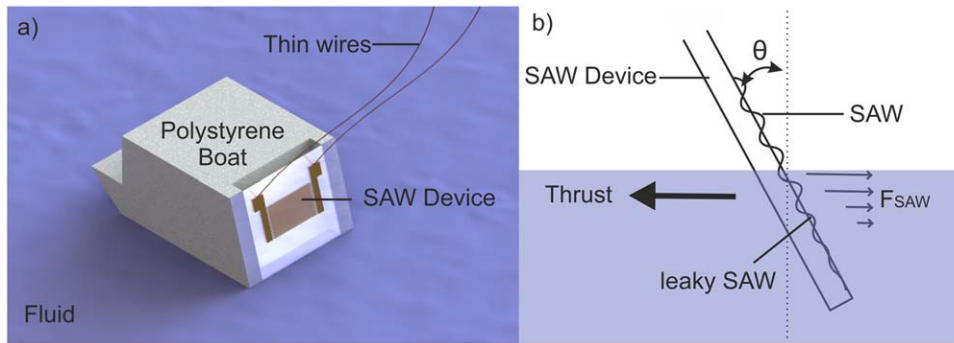 a)
Thin wires
Polystyrene
Boat
SAW Device
Fluid
b)
θ
SAW Device
SAW
Thrust
FSAW
leaky SAW